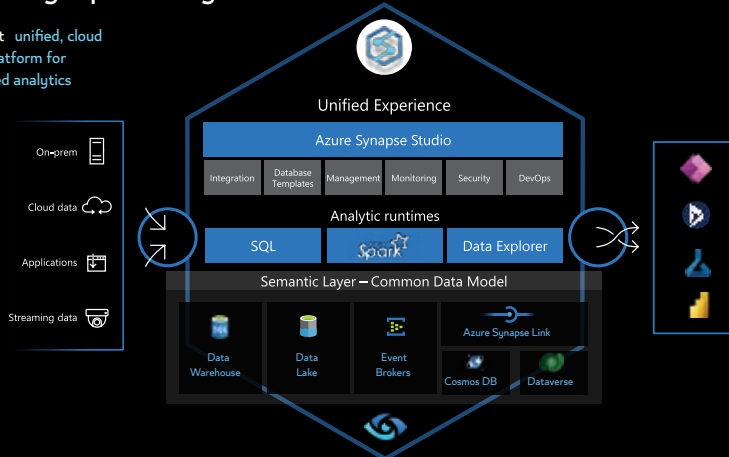 t unified, cloud
atform for
ed analytics
On-prem
Cloud data
Applications
Streaming data
Unified Experience
Azure Synapse Studio
Integration
Database
Templates
Management
Monitoring
Security
DevOps
Analytic runtimes
SQL
Spark
Data Explorer
Semantic Layer – Common Data Model
Data
Warehouse
Data
Lake
Event
Brokers
Azure Synapse Link
Cosmos DB
Dataverse